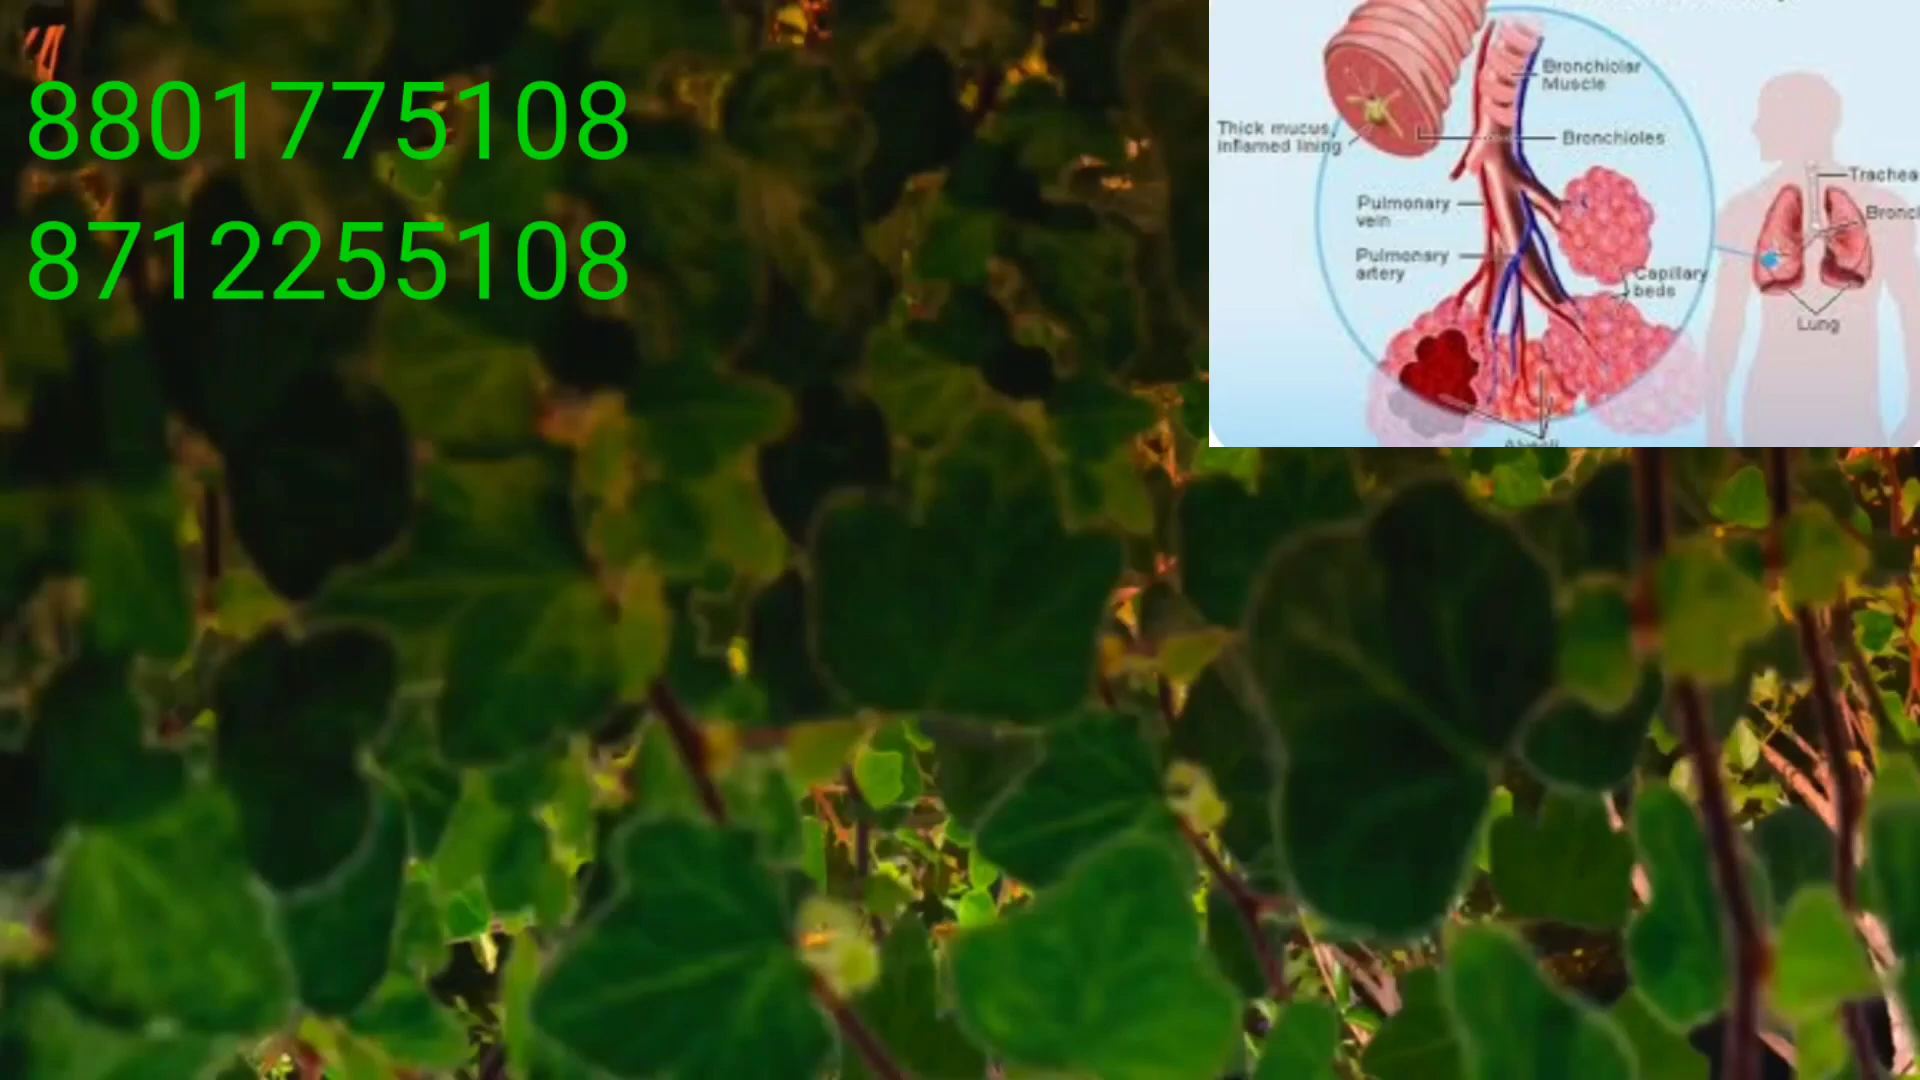 8801775108
8712255108
Bronchiolar
Muscle
Thick mucus,
inflamed lining
Bronchioles
Pulmonary
vein
Pulmonary
artery
Capillary
beds
Trachea
Lung